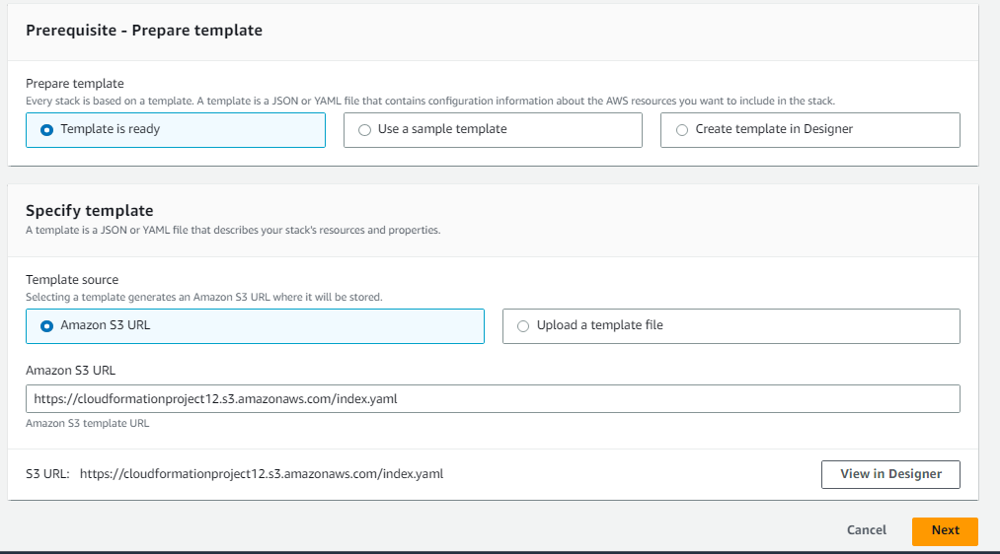 Prerequisite - Prepare template
Prepare template
Every stack is based on a template. A template is a JSON or YAML file that contains configuration information about the AWS resources you want to include in the stack.
Template is ready
Use a sample template
Create template in Designer
Specify template
A template is a JSON or YAML file that describes your stack's resources and properties.
Template source
Selecting a template generates an Amazon S3 URL where it will be stored.
Amazon S3 URL
Upload a template file
Amazon S3 URL
https://cloudformationproject12.s3.amazonaws.com/index.yaml
Amazon S3 template URL
S3 URL: https://cloudformationproject12.s3.amazonaws.com/index.yaml
View in Designer
Cancel
Next